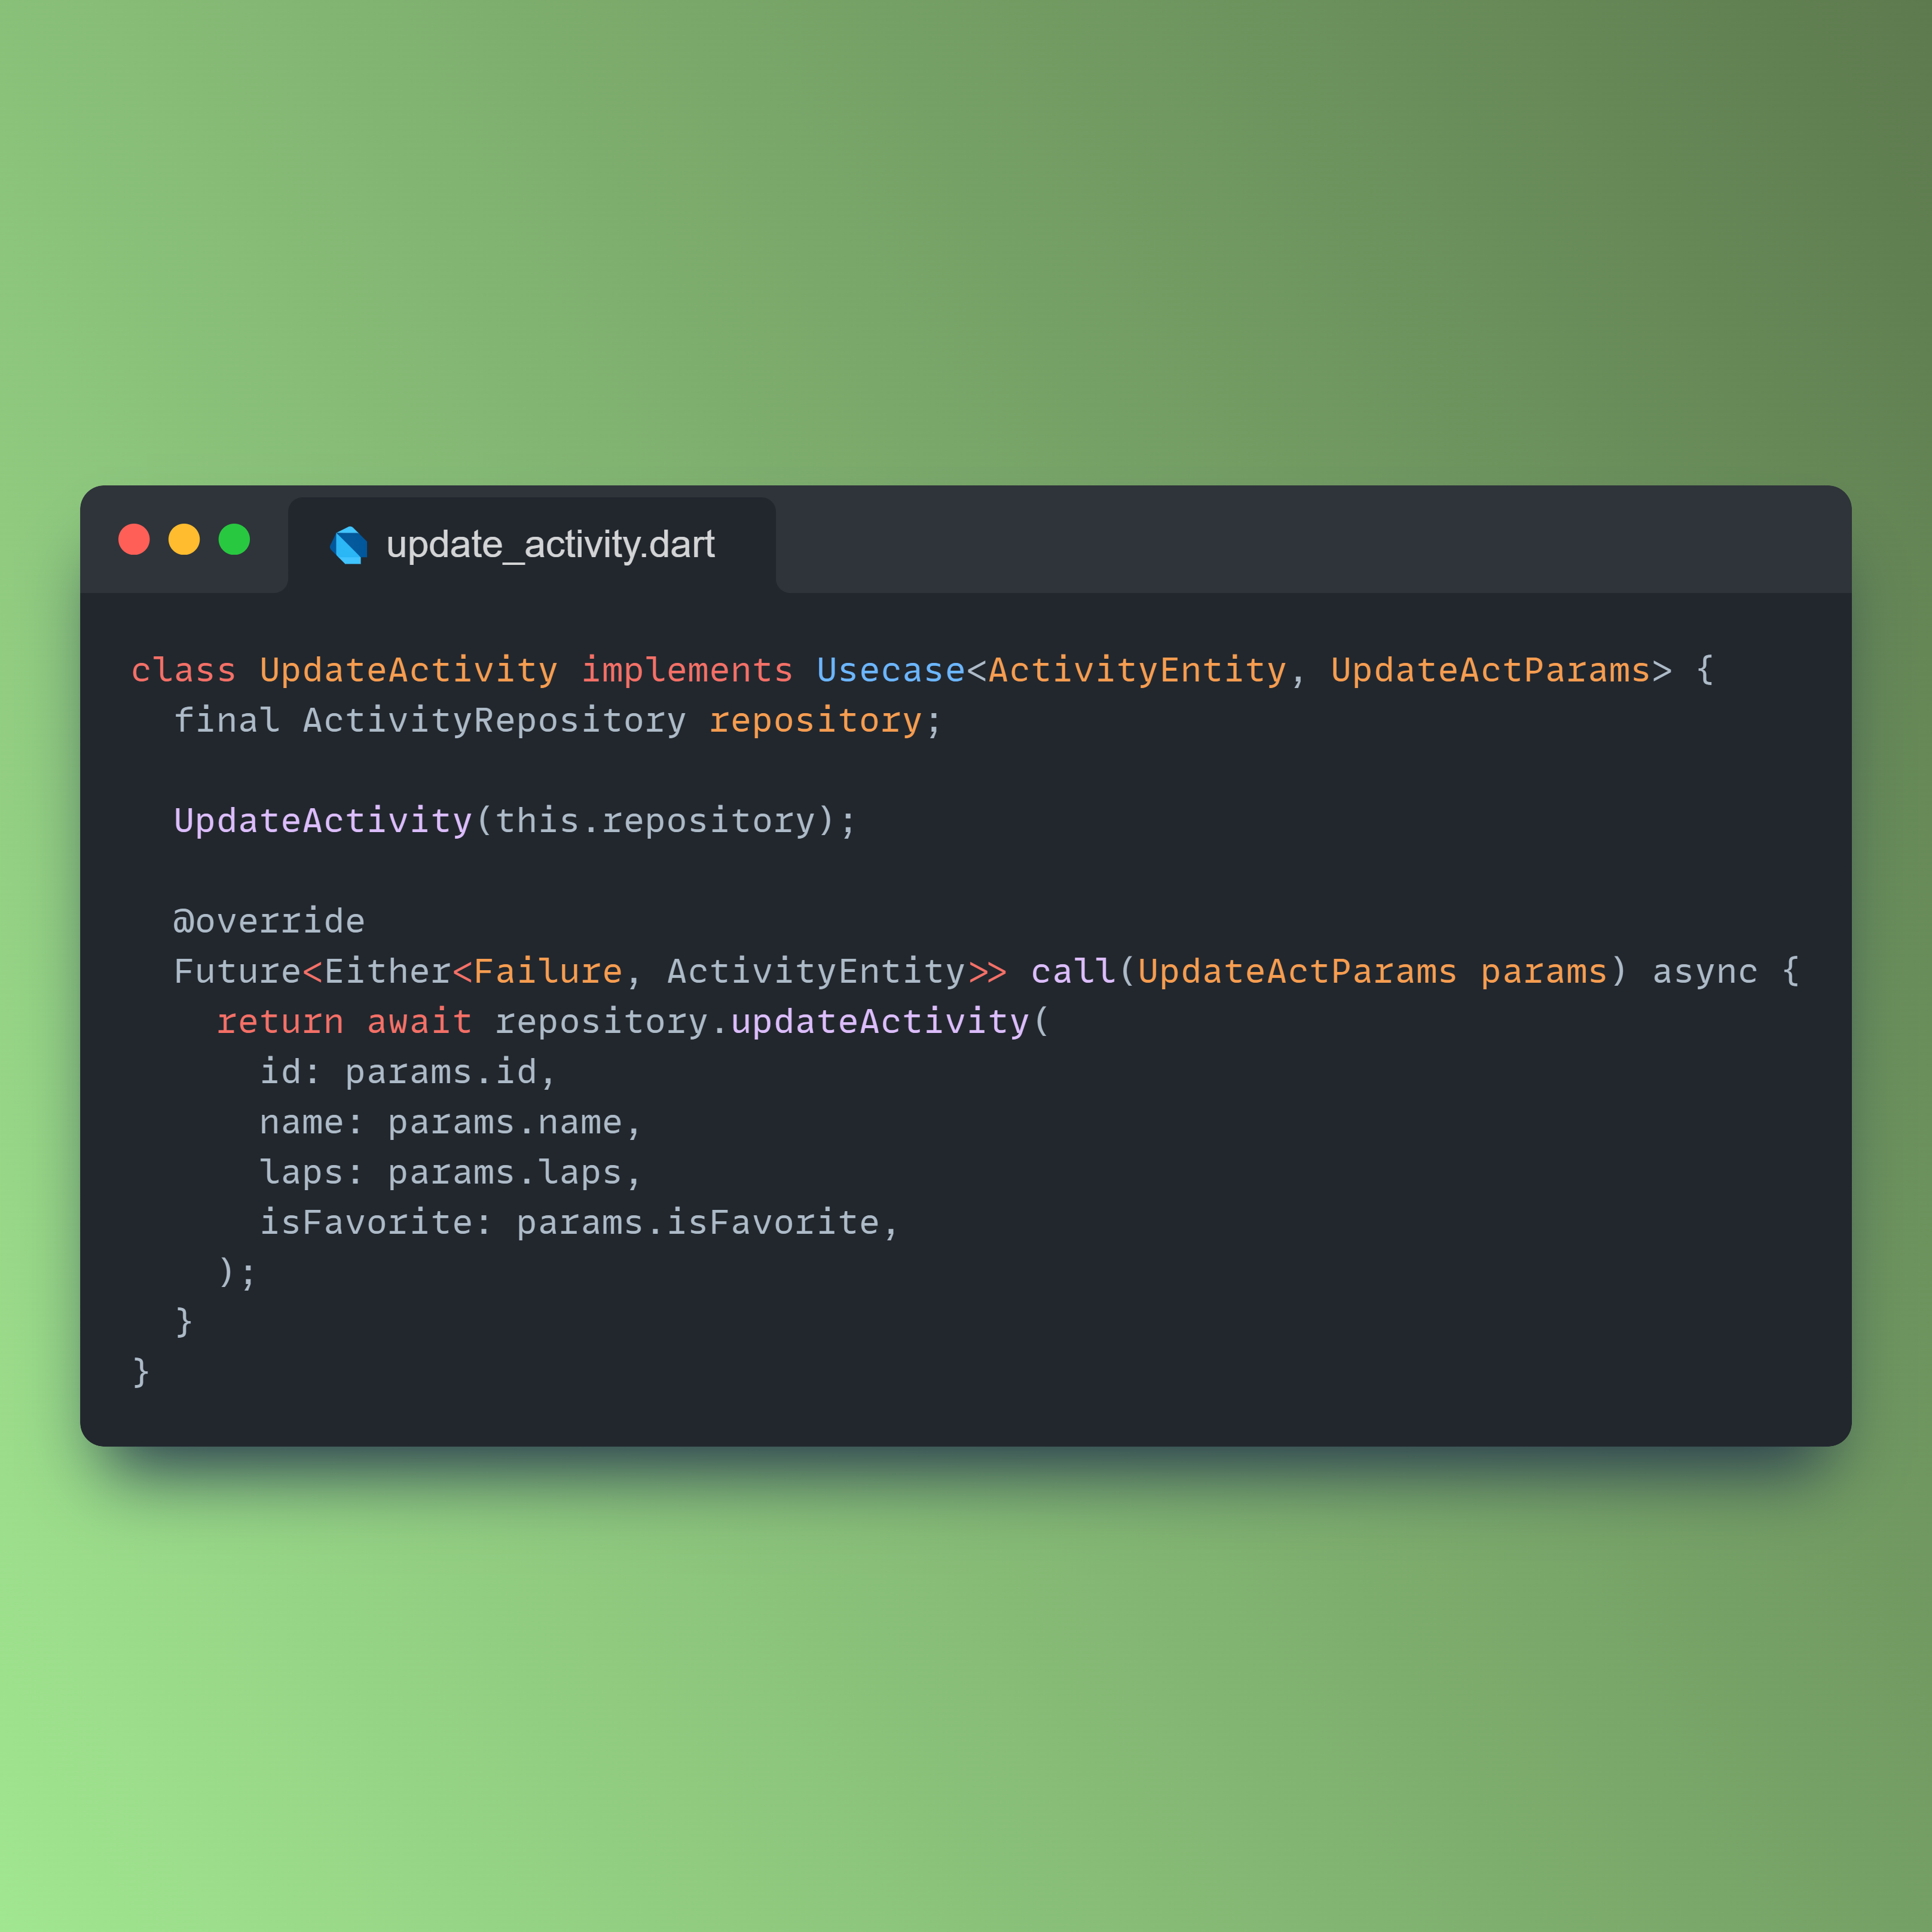 update_activity.dart
class UpdateActivity implements Usecase<ActivityEntity, UpdateActParams> {
  final ActivityRepository repository;

  UpdateActivity(this.repository);

  @override
  Future<Either<Failure, ActivityEntity>> call(UpdateActParams params) async {
    return await repository.updateActivity(
      id: params.id,
      name: params.name,
      laps: params.laps,
      isFavorite: params.isFavorite,
    );
  }
}